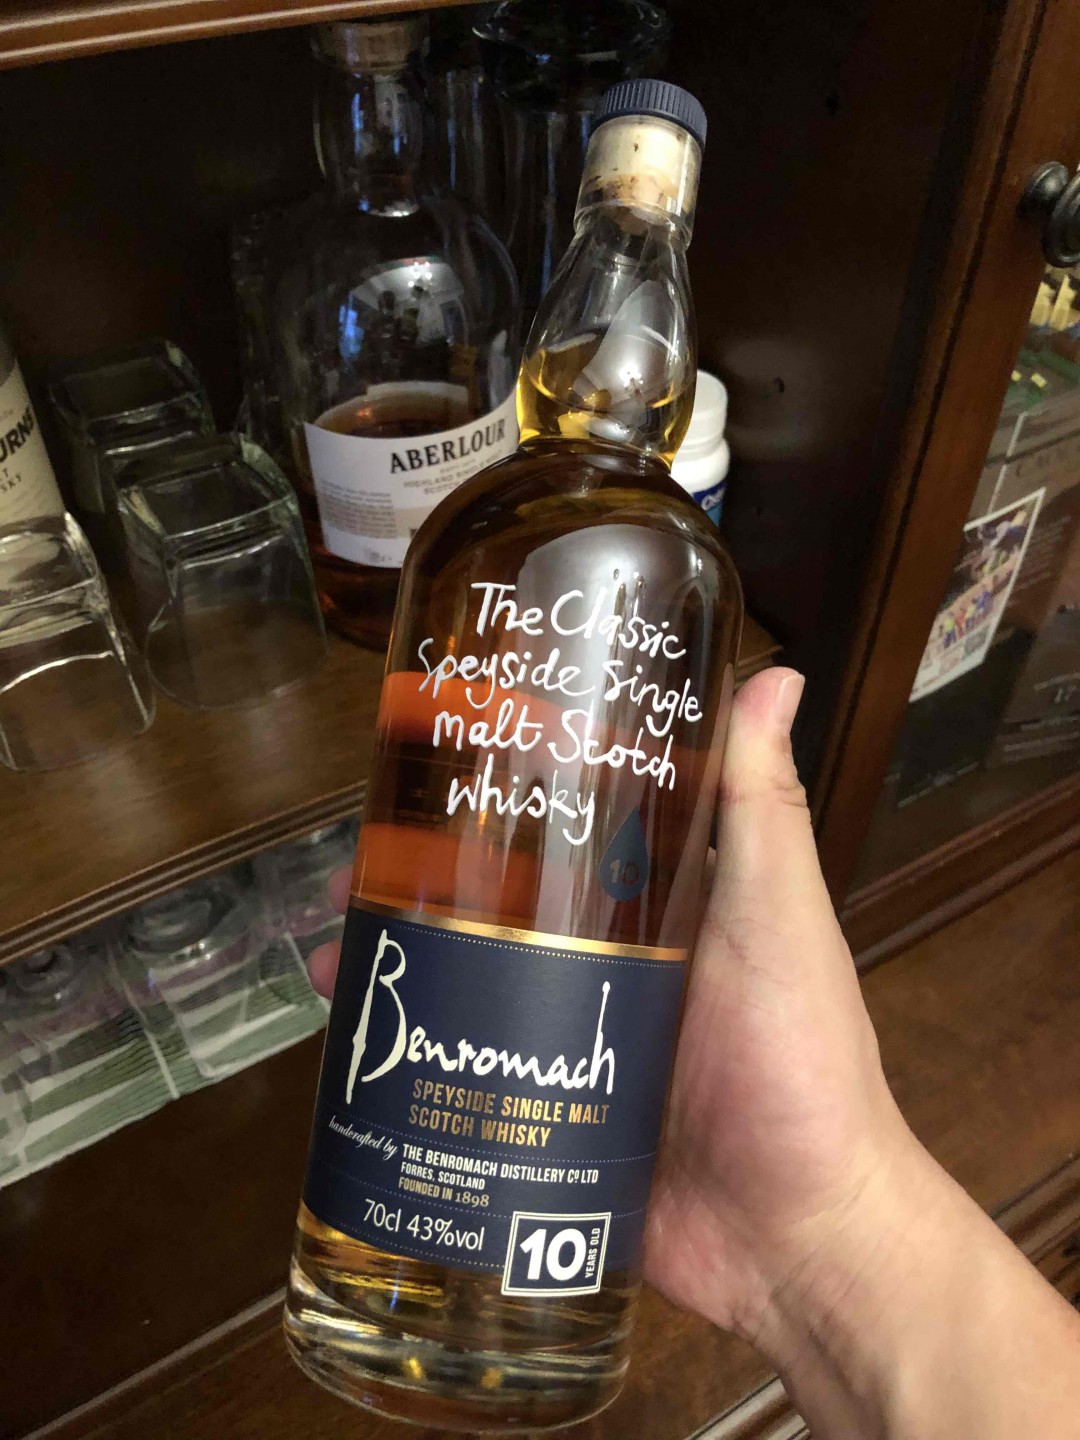 The Classic
Speyside Single
Malt Scotch
Whisky
10
Benromach
SPEYSIDE SINGLE MALT
SCOTCH WHISKY
handcrafted by THE BENROMACH DISTILLERY Cº LTD
FORRES, SCOTLAND
FOUNDED IN 1898
70cl 43%vol
10 YEARS OLD
ABERLOUR
17